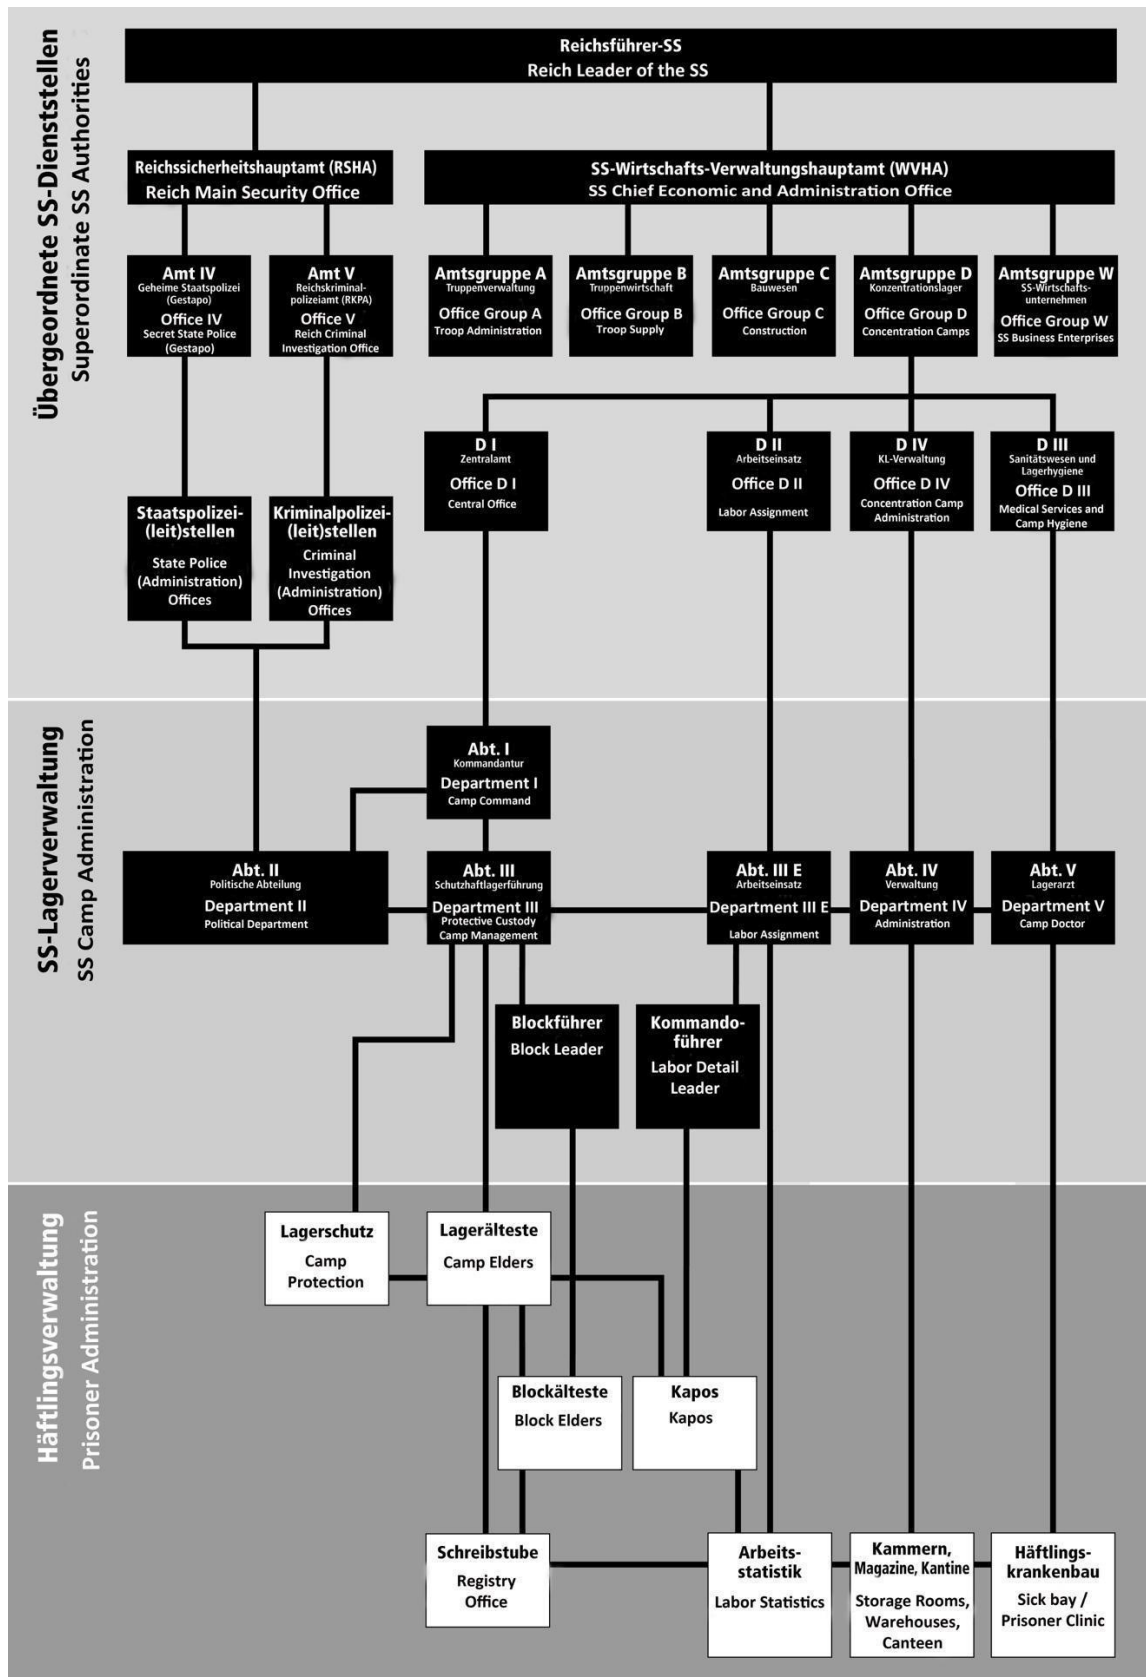 Übergeordnete SS-Dienststellen
Superordinate SS Authorities
Reichsführer-SS
Reich Leader of the SS
Reichssicherheitshauptamt (RSHA)
Reich Main Security Office
SS-Wirtschafts-Verwaltungshauptamt (WVHA)
SS Chief Economic and Administration Office
Amt IV
Geheime Staatspolizei
(Gestapo)
Office IV
Secret State Police
(Gestapo)
Amt V
Reichskriminal-
polizeiamt (RKPA)
Office V
Reich Criminal
Investigation Office
Amtsgruppe A
Truppenverwaltung
Office Group A
Troop Administration
Amtsgruppe B
Truppenwirtschaft
Office Group B
Troop Supply
Amtsgruppe C
Bauwesen
Office Group C
Construction
Amtsgruppe D
Konzentrationslager
Office Group D
Concentration Camps
Amtsgruppe W
SS-Wirtschafts-
unternehmen
Office Group W
SS Business Enterprises
D I
Zentralamt
Office D I
Central Office
D II
Arbeitseinsatz
Office D II
Labor Assignment
D IV
KL-Verwaltung
Office D IV
Concentration Camp
Administration
D III
Sanitätswesen und
Lagerhygiene
Office D III
Medical Services and
Camp Hygiene
Staatspolizei-
(leit)stellen
State Police
(Administration)
Offices
Kriminalpolizei-
(leit)stellen
Criminal
Investigation
(Administration)
Offices
SS-Lagerverwaltung
SS Camp Administration
Abt. I
Kommandantur
Department I
Camp Command
Abt. II
Politische Abteilung
Department II
Political Department
Abt. III
Schutzhaftlagerführung
Department III
Protective Custody
Camp Management
Abt. III E
Arbeitseinsatz
Department III E
Labor Assignment
Abt. IV
Verwaltung
Department IV
Administration
Abt. V
Lagerarzt
Department V
Camp Doctor
Blockführer
Block Leader
Kommando-
führer
Labor Detail
Leader
Häftlingsverwaltung
Prisoner Administration
Lagerschutz
Camp
Protection
Lagerälteste
Camp Elders
Blockälteste
Block Elders
Kapos
Kapos
Schreibstube
Registry
Office
Arbeits-
statistik
Labor Statistics
Kammern,
Magazine, Kantine
Storage Rooms,
Warehouses,
Canteen
Häftlings-
krankenbau
Sick bay /
Prisoner Clinic